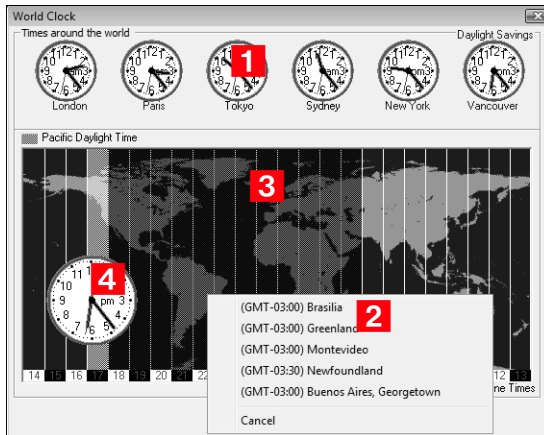 World Clock
Times around the world
Daylight Savings
London
Paris
Tokyo
Sydney
New York
Vancouver
1
Pacific Daylight Time
3
4
pm
2
(GMT-03:00) Brasilia
(GMT-03:00) Greenland
(GMT-03:00) Montevideo
(GMT-03:30) Newfoundland
(GMT-03:00) Buenos Aires, Georgetown
Cancel
14 15 16 17 18 19 20 21 22
12 13
ne Times